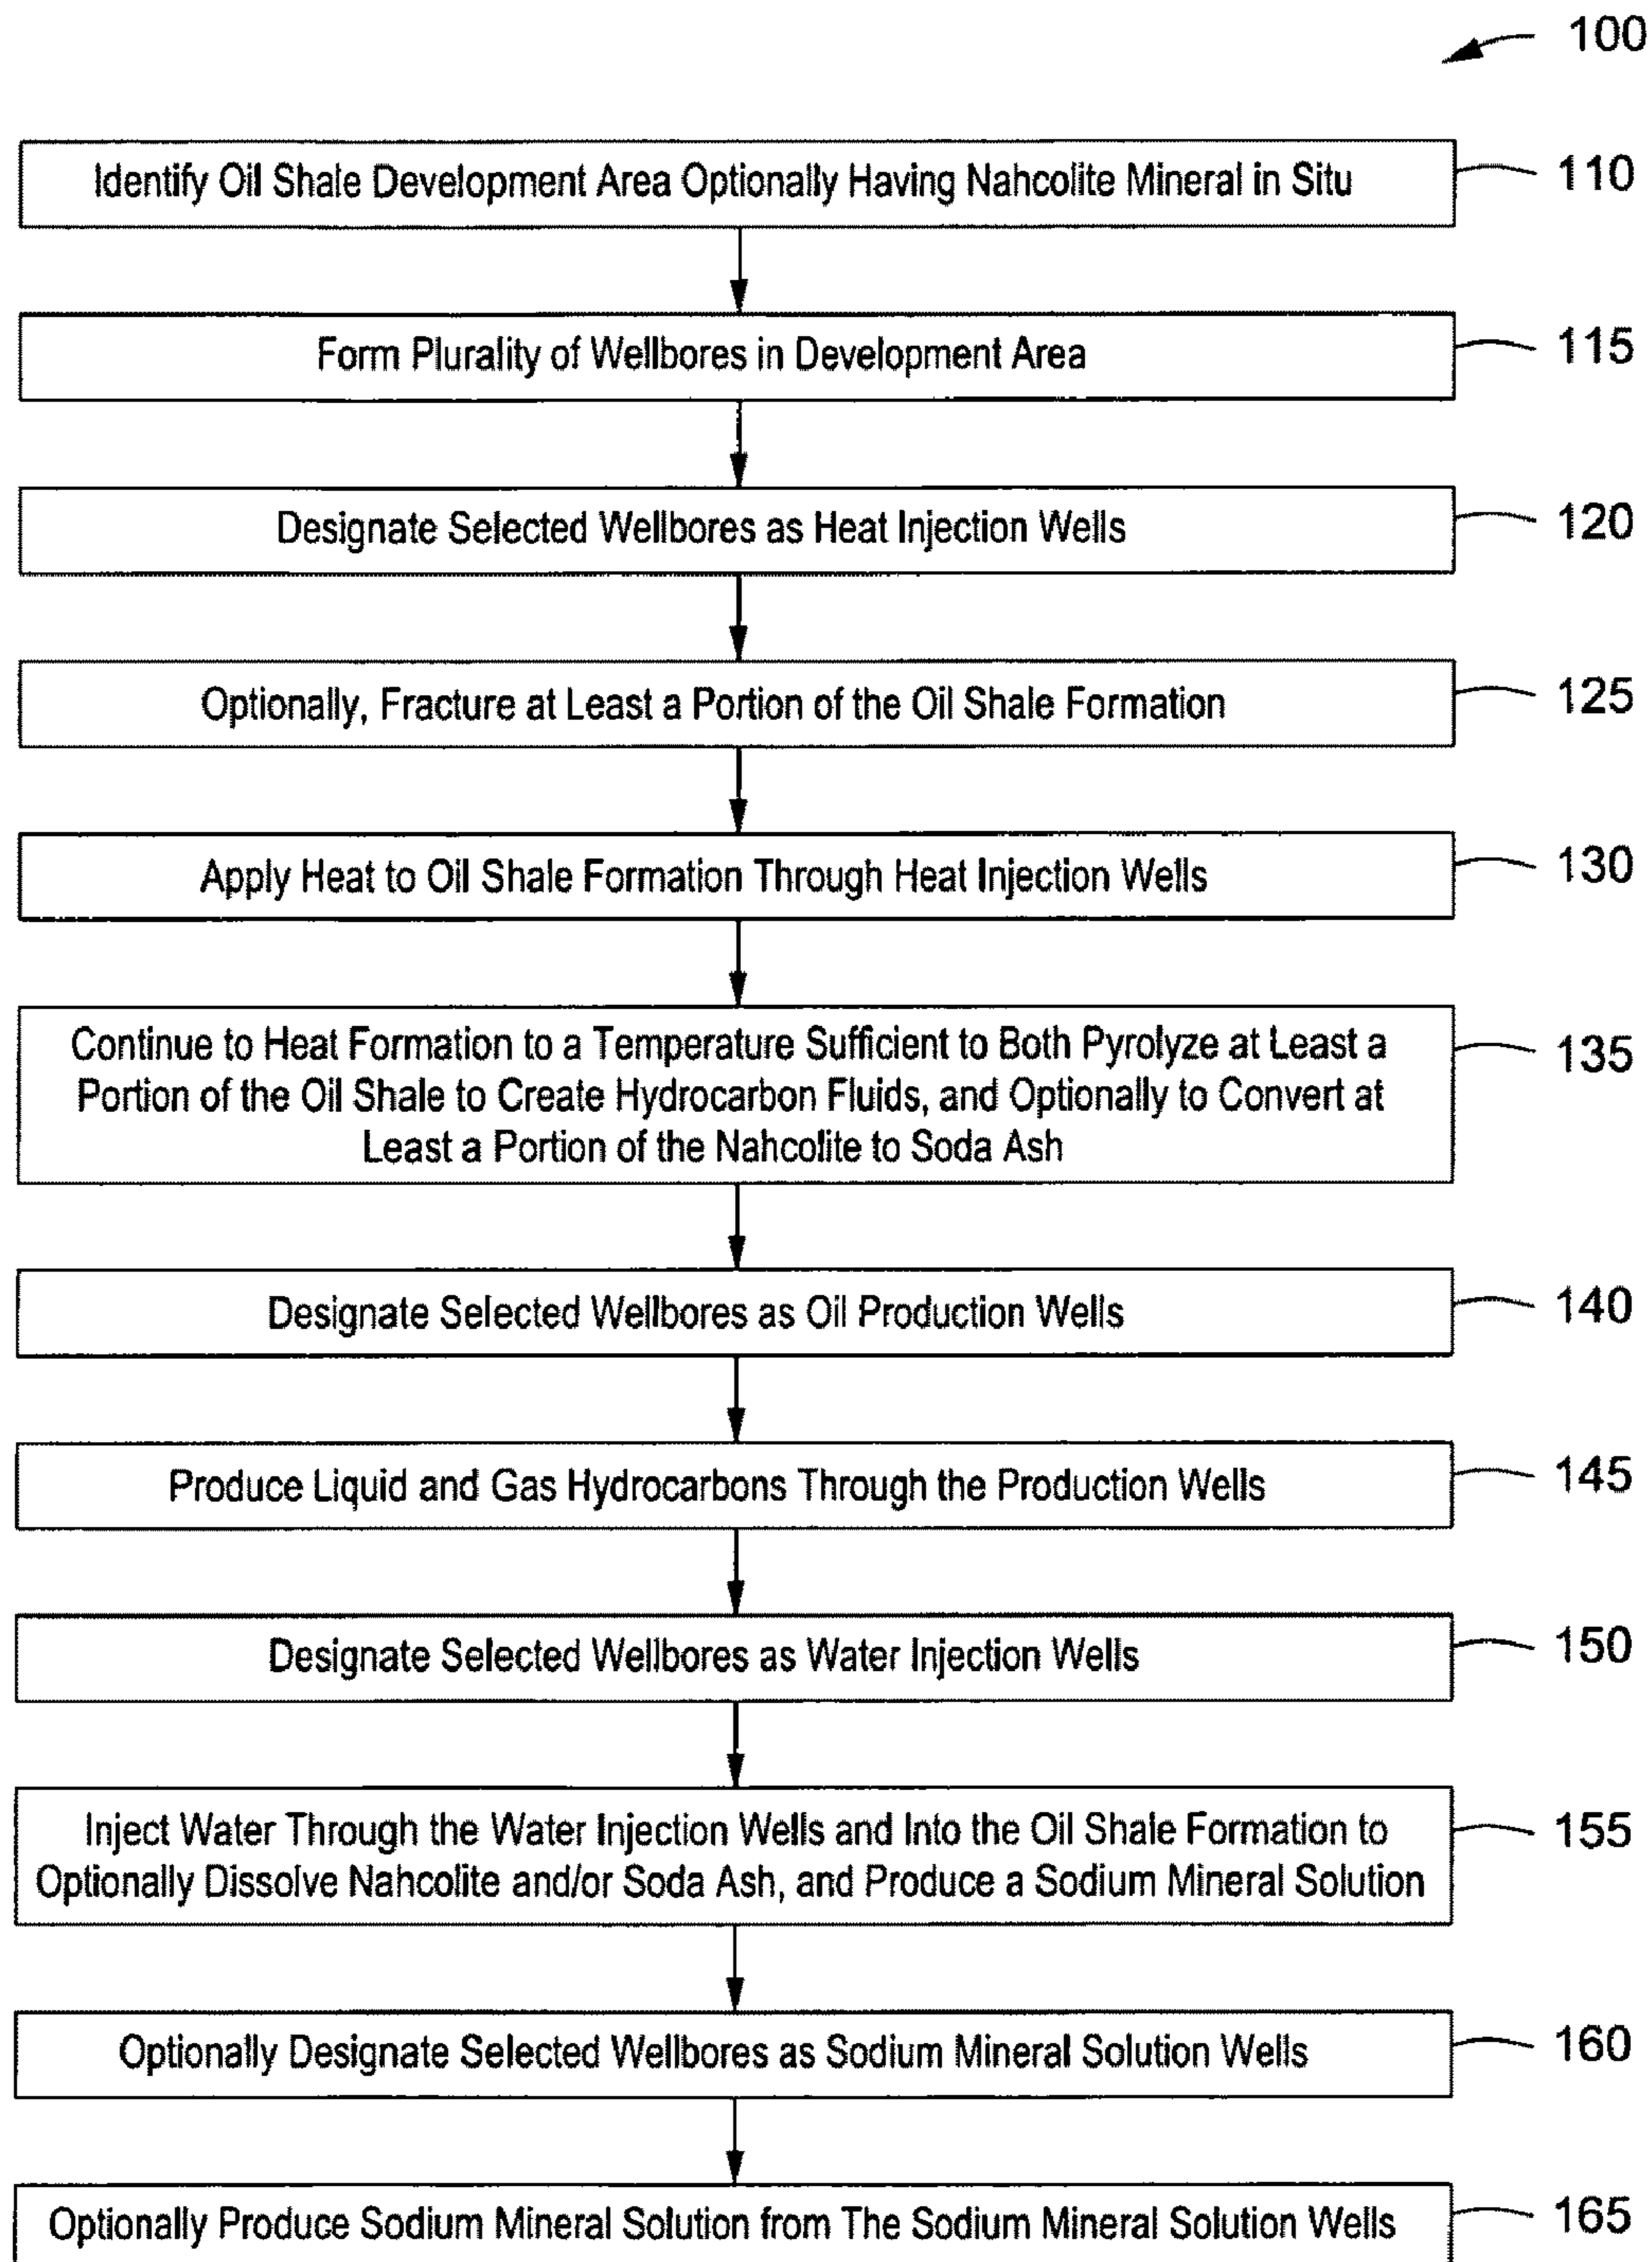 100
Identify Oil Shale Development Area Optionally Having Nahcolite Mineral in Situ
110
Form Plurality of Wellbores in Development Area
115
Designate Selected Wellbores as Heat Injection Wells
120
Optionally, Fracture at Least a Portion of the Oil Shale Formation
125
Apply Heat to Oil Shale Formation Through Heat Injection Wells
130
Continue to Heat Formation to a Temperature Sufficient to Both Pyrolyze at Least a
Portion of the Oil Shale to Create Hydrocarbon Fluids, and Optionally to Convert at
Least a Portion of the Nahcolite to Soda Ash
135
Designate Selected Wellbores as Oil Production Wells
140
Produce Liquid and Gas Hydrocarbons Through the Production Wells
145
Designate Selected Wellbores as Water Injection Wells
150
Inject Water Through the Water Injection Wells and Into the Oil Shale Formation to
Optionally Dissolve Nahcolite and/or Soda Ash, and Produce a Sodium Mineral Solution
155
Optionally Designate Selected Wellbores as Sodium Mineral Solution Wells
160
Optionally Produce Sodium Mineral Solution from The Sodium Mineral Solution Wells
165